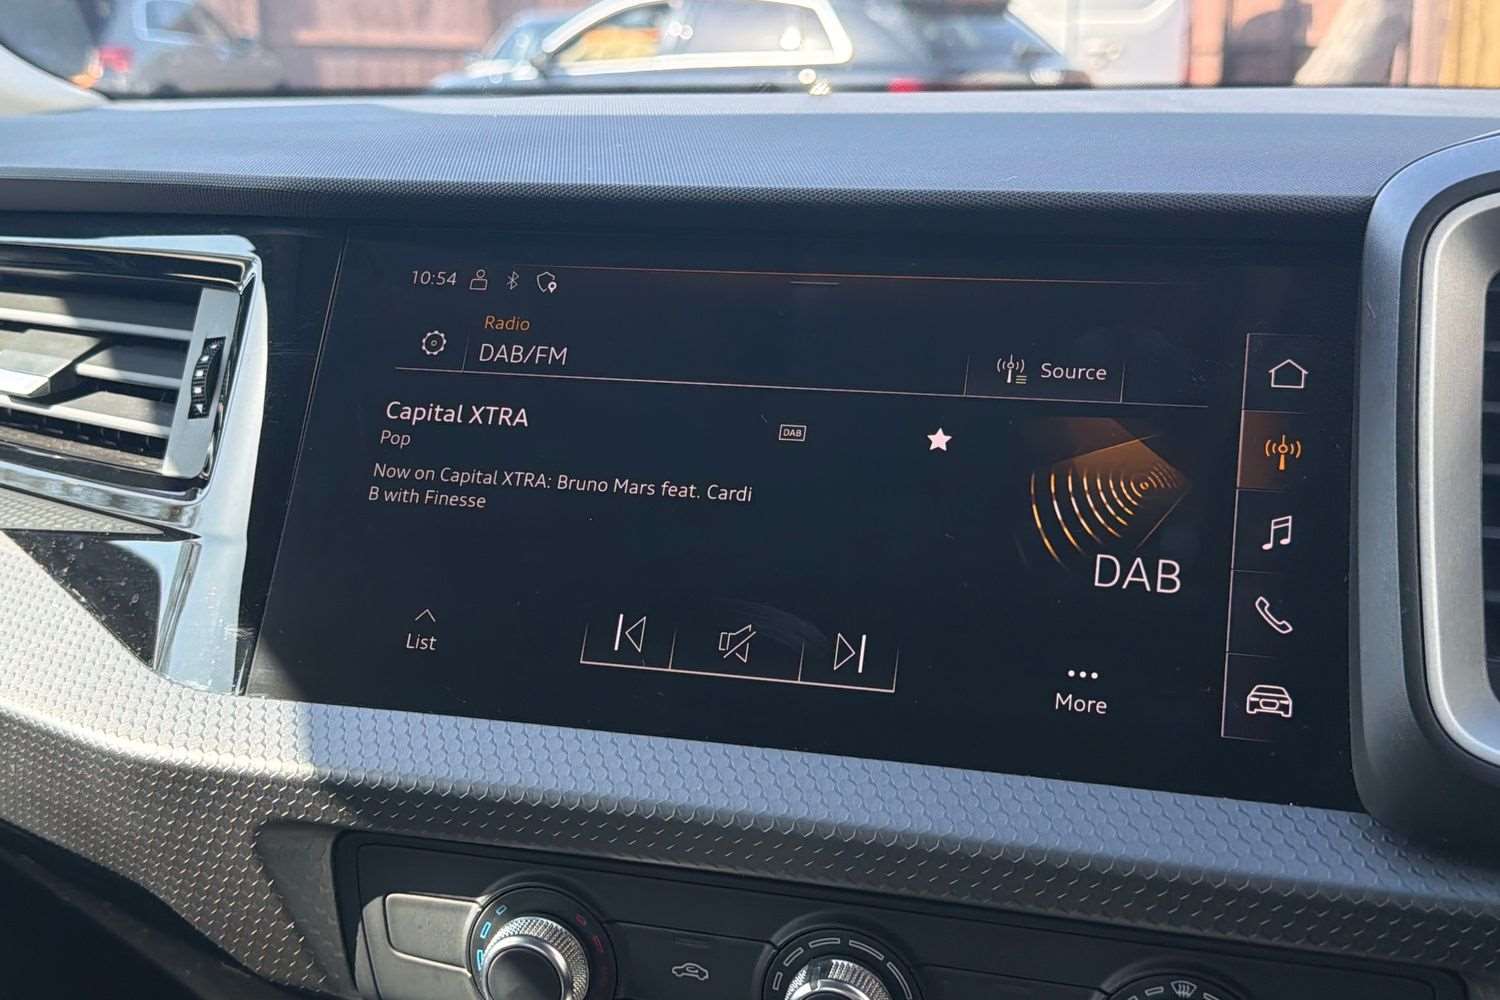 10:54
Radio
DAB/FM
Source
Capital XTRA
DAB
Pop
Now on Capital XTRA: Bruno Mars feat. Cardi
B with Finesse
DAB
List
More